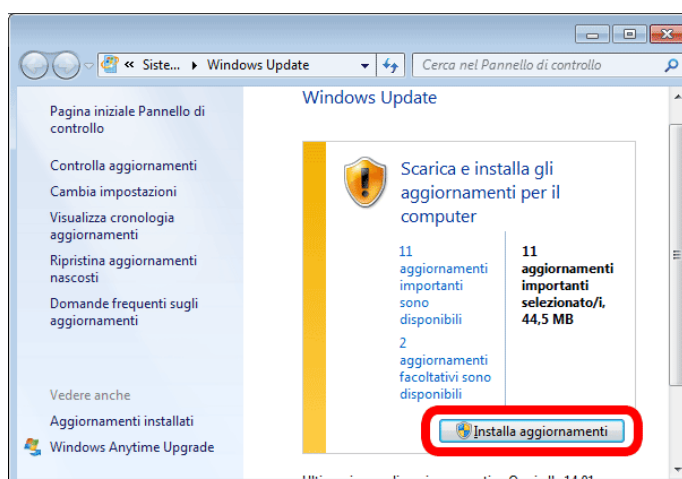 « Siste... ▸ Windows Update
Cerca nel Pannello di controllo
Pagina iniziale Pannello di
controllo
Controlla aggiornamenti
Cambia impostazioni
Visualizza cronologia
aggiornamenti
Ripristina aggiornamenti
nascosti
Domande frequenti sugli
aggiornamenti
Vedere anche
Aggiornamenti installati
Windows Anytime Upgrade
Windows Update
Scarica e installa gli
aggiornamenti per il
computer
11
aggiornamenti
importanti
sono
disponibili
2
aggiornamenti
facoltativi sono
disponibili
11
aggiornamenti
importanti
selezionato/i,
44,5 MB
Installa aggiornamenti